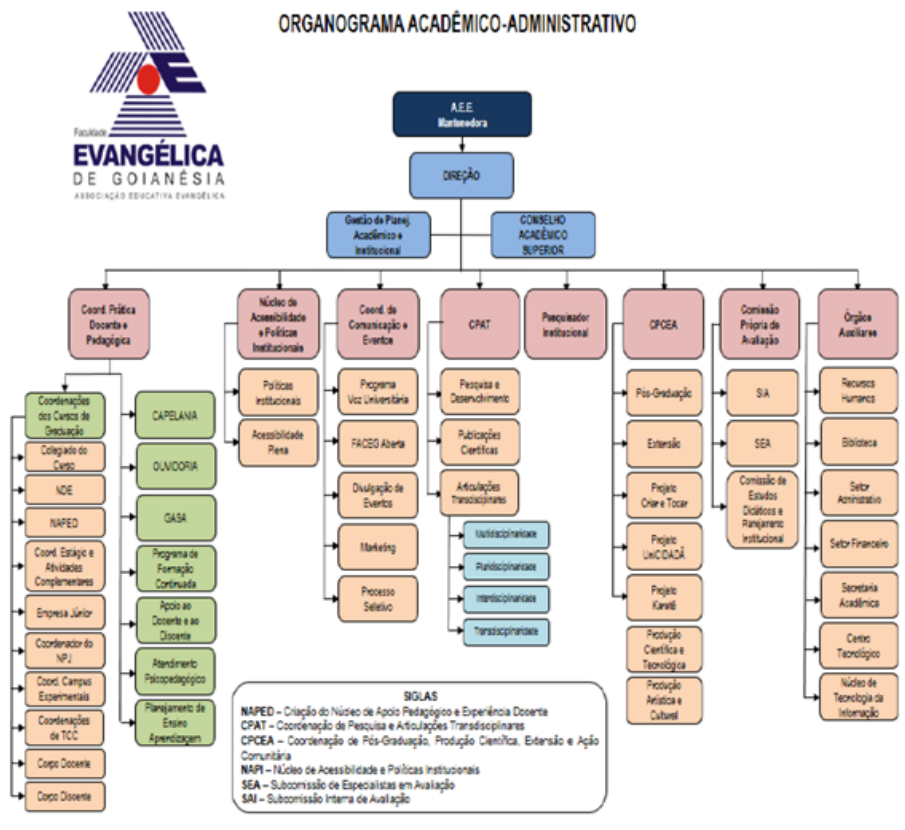 ORGANOGRAMA ACADÊMICO-ADMINISTRATIVO
Faculdade
EVANGÉLICA
DE GOIANÉSIA
ASSOCIAÇÃO EDUCATIVA EVANGÉLICA
A.E.E.
Mantenedora
DIREÇÃO
Gestão de Planej.
Acadêmico e
Institucional
CONSELHO
ACADÊMICO
SUPERIOR
Coord. Prática
Docente e
Pedagógica
Núcleo de
Acessibilidade
e Políticas
Institucionais
Coord. de
Comunicação e
Eventos
CPAT
Pesquisador
Institucional
CPCEA
Comissão
Própria de
Avaliação
Órgãos
Auxiliares
Coordenações
dos Cursos de
Graduação
Colegiado do
Curso
NDE
NAPED
Coord. Estágio e
Atividades
Complementares
Empresa Júnior
Coordenador do
NPJ
Coord. Campus
Experimentais
Coordenações
de TCC
Corpo Docente
Corpo Discente
CAPELANIA
OUVIDORIA
GASA
Programa de
Formação
Continuada
Apoio ao
Docente e ao
Discente
Atendimento
Psicopedagógico
Planejamento de
Ensino
Aprendizagem
Políticas
Institucionais
Acessibilidade
Plena
Programa
Voz Universitária
FACEG Aberta
Divulgação de
Eventos
Marketing
Processo
Seletivo
Pesquisa e
Desenvolvimento
Publicações
Científicas
Articulações
Transdisciplinares
Multidisciplinaridade
Pluridisciplinaridade
Interdisciplinaridade
Transdisciplinaridade
Pós-Graduação
Extensão
Projeto
Criar e Tocar
Projeto
UniCIDADÃ
Projeto
Karatê
Produção
Científica e
Tecnológica
Produção
Artística e
Cultural
SIA
SEA
Comissão de
Estudos
Didáticos e
Planejamento
Institucional
Recursos
Humanos
Biblioteca
Setor
Adminstrativo
Setor Financeiro
Secretaria
Acadêmica
Centro
Tecnológico
Núcleo de
Tecnologia da
Informação
SIGLAS
NAPED – Criação do Núcleo de Apoio Pedagógico e Experiência Docente
CPAT – Coordenação de Pesquisa e Articulações Transdisciplinares
CPCEA – Coordenação de Pós-Graduação, Produção Científica, Extensão e Ação
Comunitária
NAPI – Núcleo de Acessibilidade e Políticas Institucionais
SEA – Subcomissão de Especialistas em Avaliação
SAI – Subcomissão Interna de Avaliação